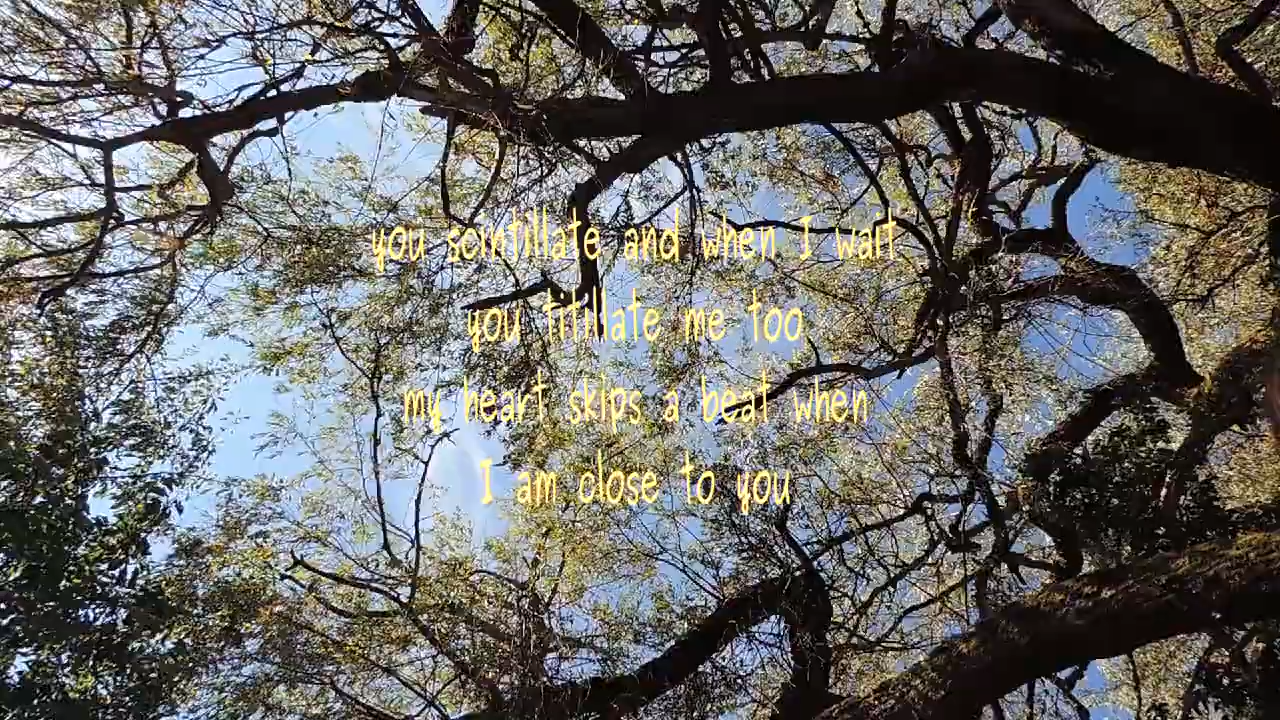 you scintillate and when I wait
you titillate me too
my heart skips a beat when
I am close to you